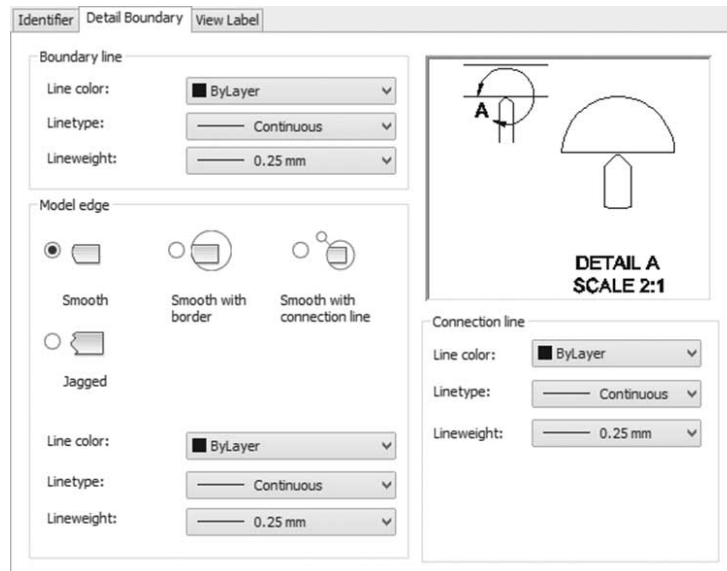 Identifier Detail Boundary View Label
Boundary line
Line color: ByLayer
Linetype: Continuous
Lineweight: 0.25 mm
Model edge
Smooth
Smooth with
border
Smooth with
connection line
Jagged
Line color: ByLayer
Linetype: Continuous
Lineweight: 0.25 mm
A
DETAIL A
SCALE 2:1
Connection line
Line color: ByLayer
Linetype: Continuous
Lineweight: 0.25 mm